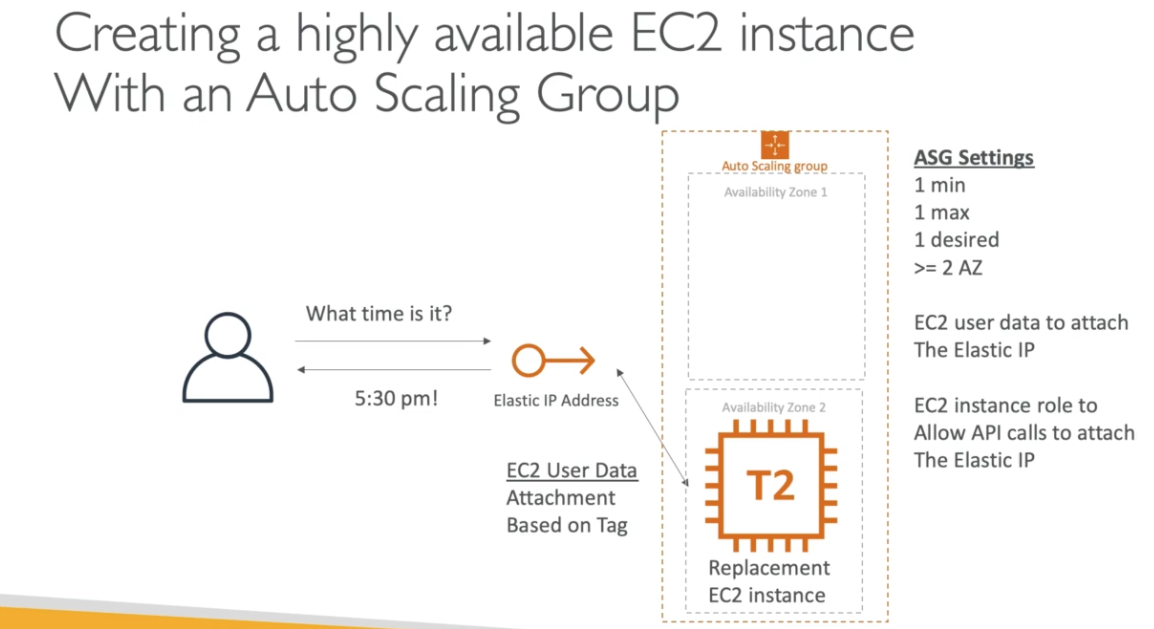 Creating a highly available EC2 instance
With an Auto Scaling Group
Auto Scaling group
Availability Zone 1
ASG Settings
1 min
1 max
1 desired
>= 2 AZ
EC2 user data to attach
The Elastic IP
EC2 instance role to
Allow API calls to attach
The Elastic IP
What time is it?
5:30 pm!
Elastic IP Address
EC2 User Data
Attachment
Based on Tag
Availability Zone 2
T2
Replacement
EC2 instance